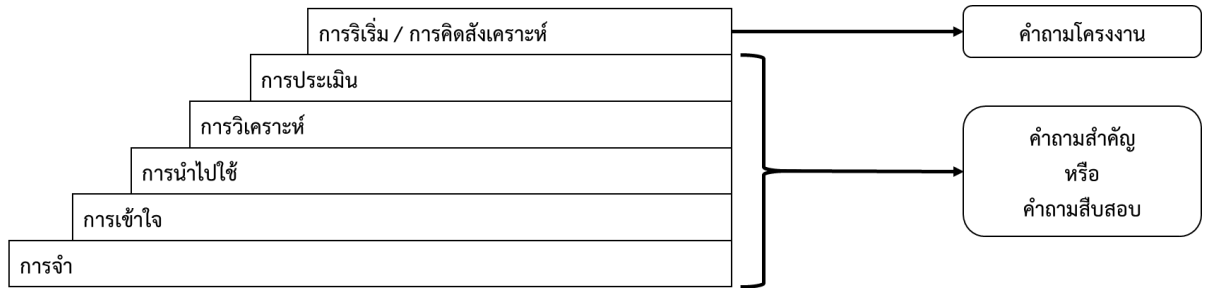 การริเริ่ม / การคิดสังเคราะห์
คำถามโครงงาน
การประเมิน
การวิเคราะห์
การนำไปใช้
การเข้าใจ
การจำ
คำถามสำคัญ
หรือ
คำถามสืบสอบ